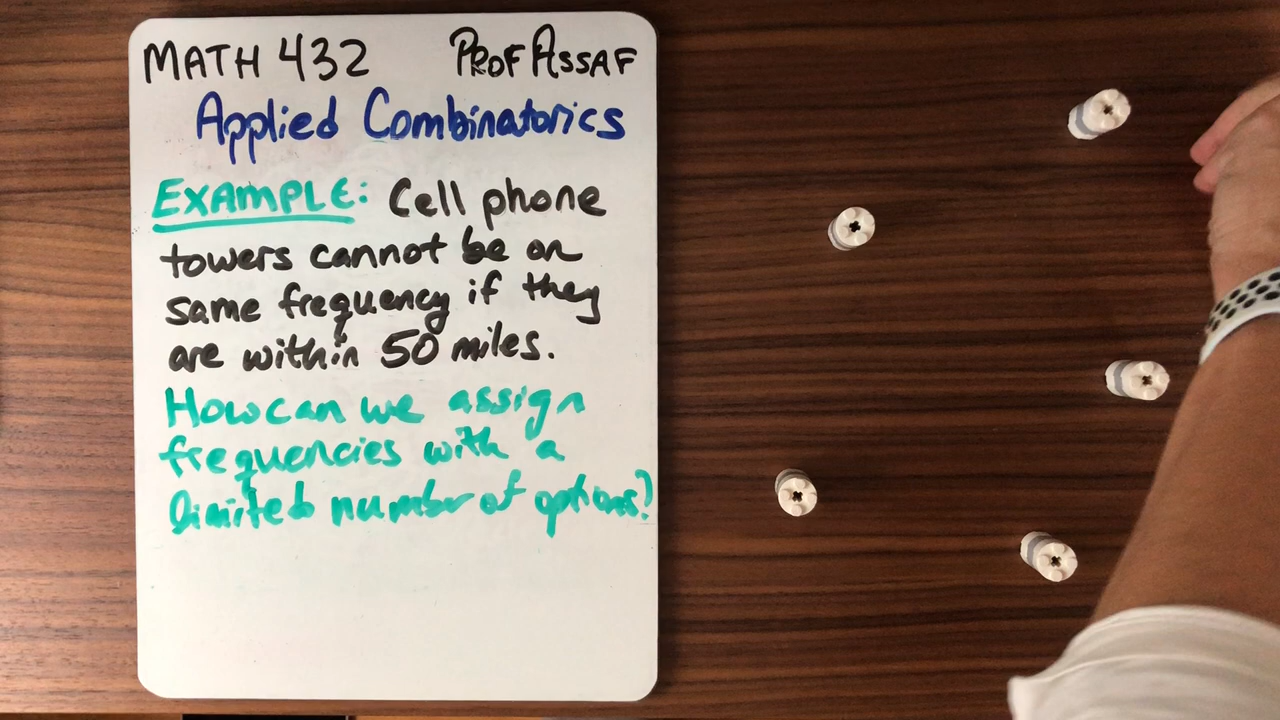 MATH 432 PROF ASSAF
Applied Combinatorics
EXAMPLE: Cell phone
towers cannot be on
same frequency if they
are within 50 miles.
How can we assign
frequencies with a
limited number of options?